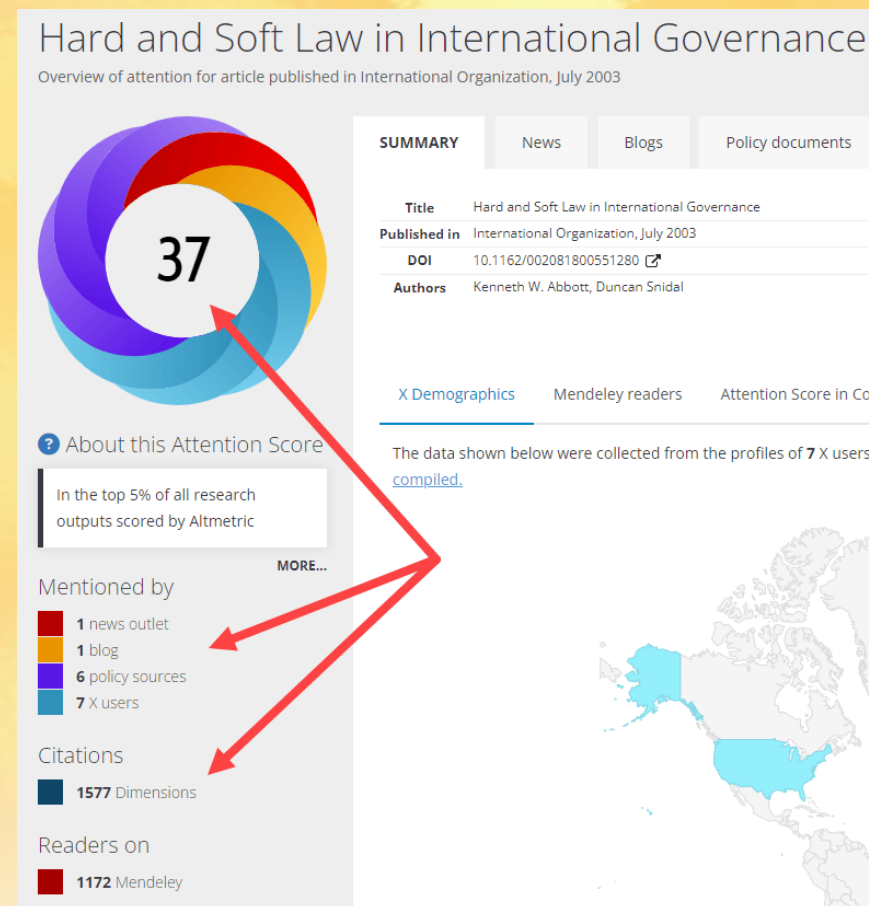 Hard and Soft Law in International Governance
Overview of attention for article published in International Organization, July 2003
37
? About this Attention Score
In the top 5% of all research
outputs scored by Altmetric
MORE...
Mentioned by
1 news outlet
1 blog
6 policy sources
7 X users
Citations
1577 Dimensions
Readers on
1172 Mendeley
SUMMARY News Blogs Policy documents
Title Hard and Soft Law in International Governance
Published in International Organization, July 2003
DOI 10.1162/002081800551280
Authors Kenneth W. Abbott, Duncan Snidal
X Demographics Mendeley readers Attention Score in Co
The data shown below were collected from the profiles of 7 X users
compiled.